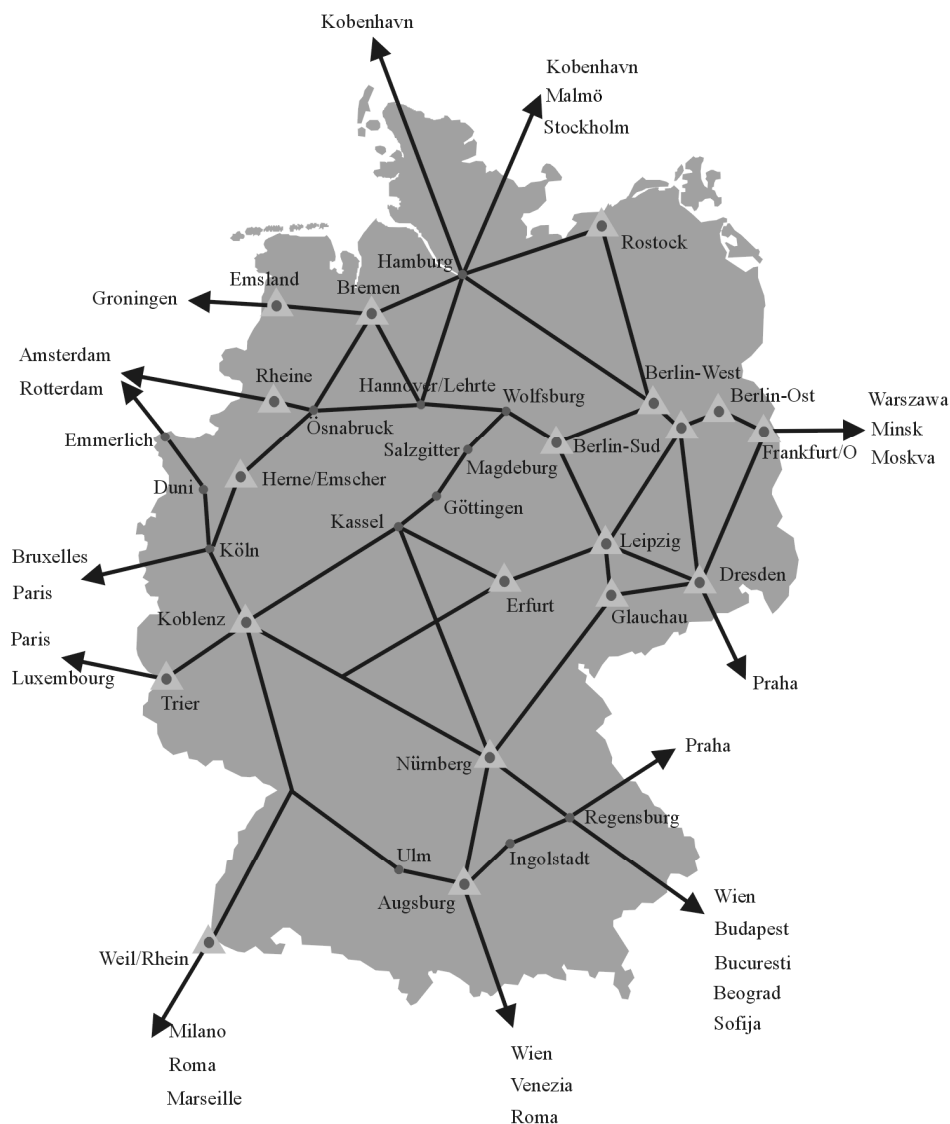 Kobenhavn
Kobenhavn
Malmö
Stockholm
Rostock
Hamburg
Emsland
Bremen
Groningen
Amsterdam
Rotterdam
Rheine
Hannover/Lehrte
Berlin-West
Berlin-Ost
Warszawa
Minsk
Moskva
Wolfsburg
Ösnabruck
Emmerlich
Salzgitter
Berlin-Sud
Frankfurt/O
Magdeburg
Duni
Herne/Emscher
Göttingen
Kassel
Köln
Leipzig
Bruxelles
Paris
Erfurt
Glauchau
Dresden
Koblenz
Paris
Luxembourg
Trier
Praha
Praha
Nürnberg
Regensburg
Ulm
Ingolstadt
Augsburg
Wien
Budapest
Bucuresti
Beograd
Sofija
Weil/Rhein
Milano
Roma
Marseille
Wien
Venezia
Roma